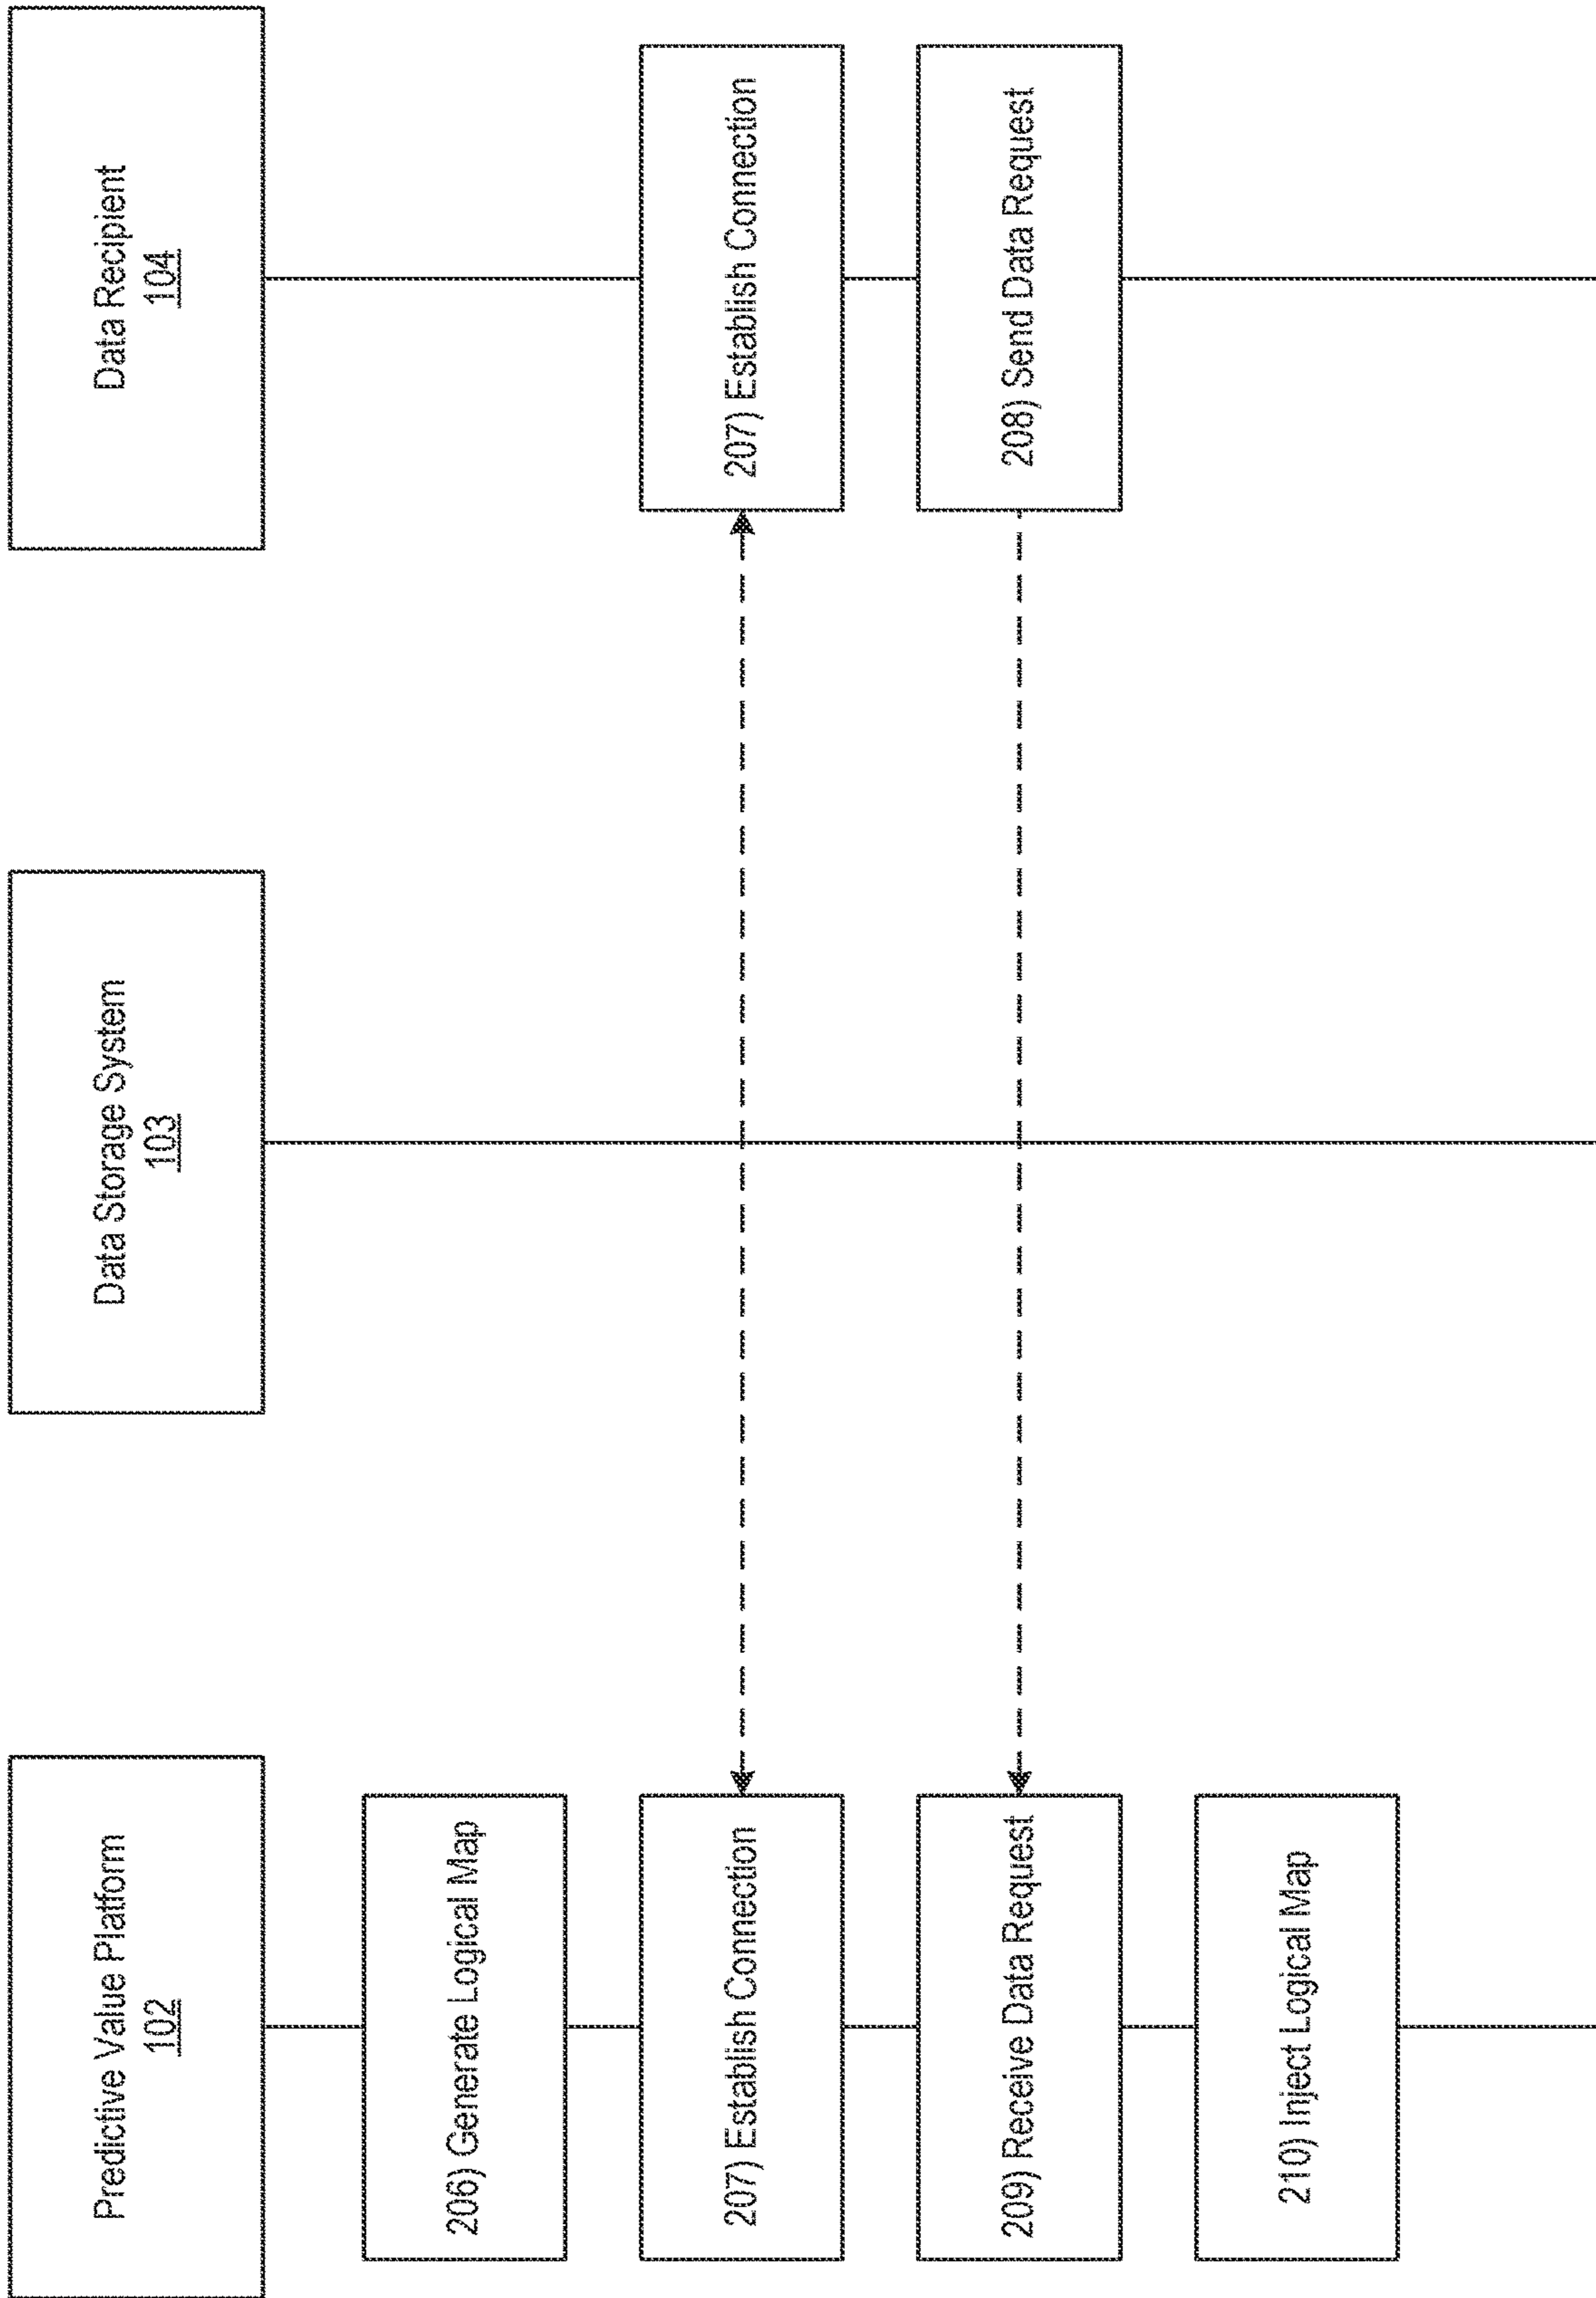 Predictive Value Platform
102
Data Storage System
103
Data Recipient
104
206) Generate Logical Map
207) Establish Connection
207) Establish Connection
208) Send Data Request
209) Receive Data Request
210) Inject Logical Map